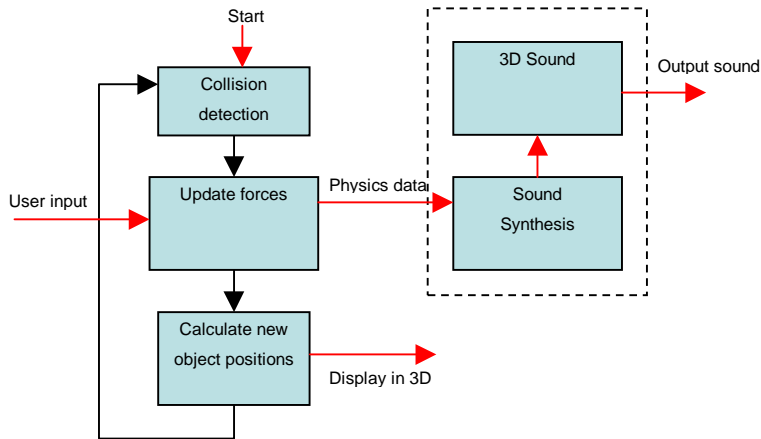 Start
Collision
detection
3D Sound
Output sound
User input
Update forces
Physics data
Sound
Synthesis
Calculate new
object positions
Display in 3D